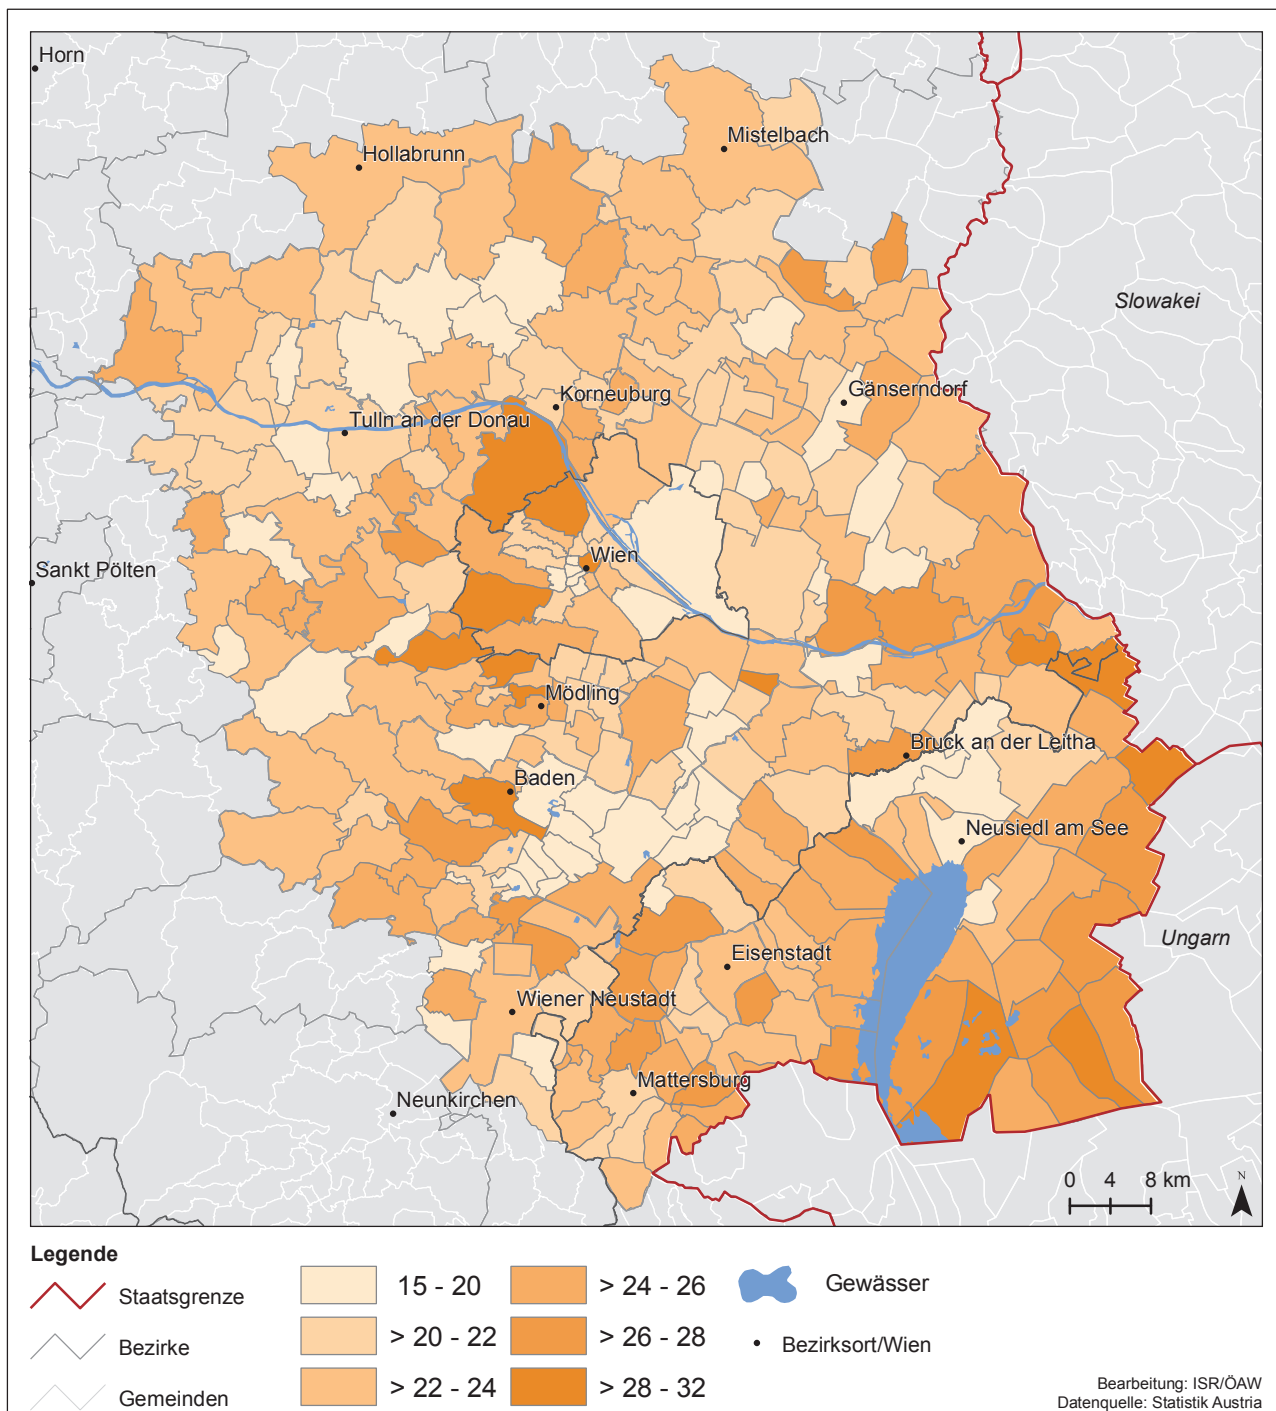 Horn
Hollabrunn
Mistelbach
Slowakei
Gänserndorf
Korneuburg
Tulln an der Donau
Wien
Sankt Pölten
Mödling
Bruck an der Leitha
Baden
Neusiedl am See
Ungarn
Eisenstadt
Wiener Neustadt
Mattersburg
Neunkirchen
0 4 8 km
N
Legende
Staatsgrenze
Bezirke
Gemeinden
15 - 20
> 20 - 22
> 22 - 24
> 24 - 26
> 26 - 28
> 28 - 32
Gewässer
Bezirksort/Wien
Bearbeitung: ISR/ÖAW
Datenquelle: Statistik Austria